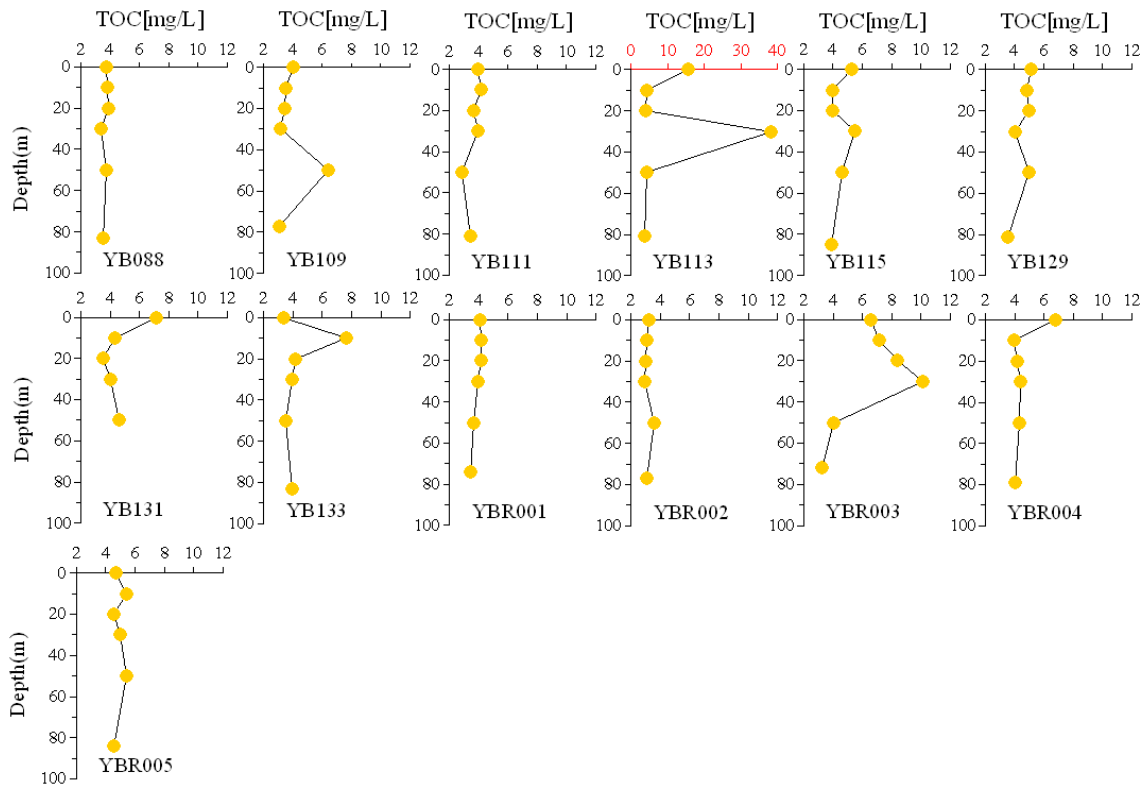 TOC[mg/L] TOC[mg/L] TOC[mg/L] TOC[mg/L] TOC[mg/L] TOC[mg/L]
2 4 6 8 10 12 2 4 6 8 10 12 2 4 6 8 10 12 0 10 20 30 40 2 4 6 8 10 12 2 4 6 8 10 12
0 0 0 0 0 0
20 20 20 20 20 20
40 40 40 40 40 40
60 60 60 60 60 60
80 80 80 80 80 80
100 100 100 100 100 100
Depth(m)
YB088 YB109 YB111 YB113 YB115 YB129
2 4 6 8 10 12 2 4 6 8 10 12 2 4 6 8 10 12 2 4 6 8 10 12 2 4 6 8 10 12 2 4 6 8 10 12
0 0 0 0 0 0
20 20 20 20 20 20
40 40 40 40 40 40
60 60 60 60 60 60
80 80 80 80 80 80
100 100 100 100 100 100
Depth(m)
YB131 YB133 YBR001 YBR002 YBR003 YBR004
2 4 6 8 10 12
0
20
40
60
80
100
Depth(m)
YBR005